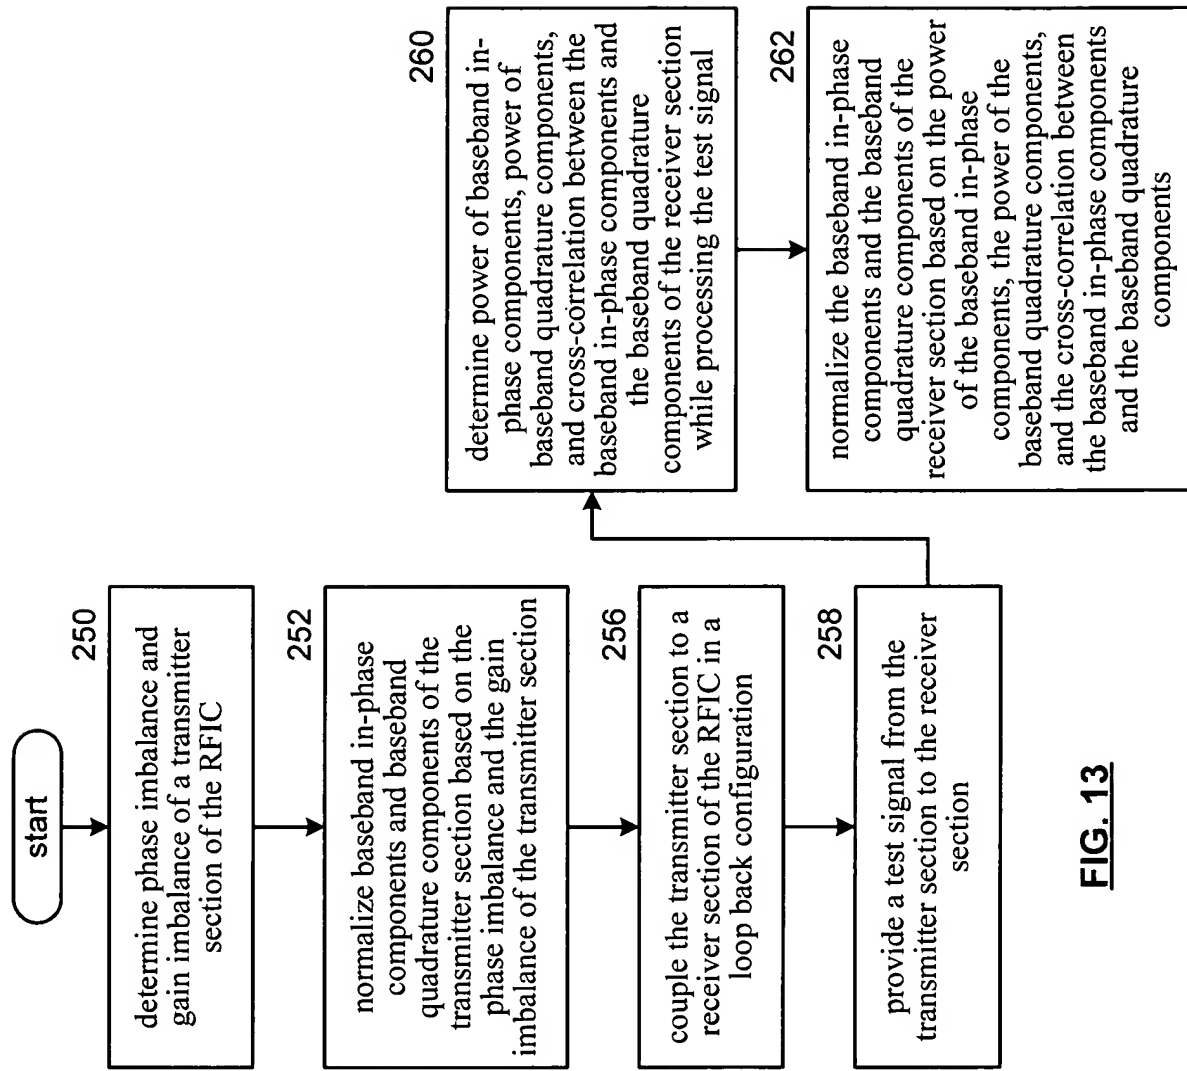 start
250
determine phase imbalance and
gain imbalance of a transmitter
section of the RFIC
252
normalize baseband in-phase
components and baseband
quadrature components of the
transmitter section based on the
phase imbalance and the gain
imbalance of the transmitter section
256
couple the transmitter section to a
receiver section of the RFIC in a
loop back configuration
258
provide a test signal from the
transmitter section to the receiver
section
260
determine power of baseband in-
phase components, power of
baseband quadrature components,
and cross-correlation between the
baseband in-phase components and
the baseband quadrature
components of the receiver section
while processing the test signal
262
normalize the baseband in-phase
components and the baseband
quadrature components of the
receiver section based on the power
of the baseband in-phase
components, the power of the
baseband quadrature components,
and the cross-correlation between
the baseband in-phase components
and the baseband quadrature
components
FIG. 13